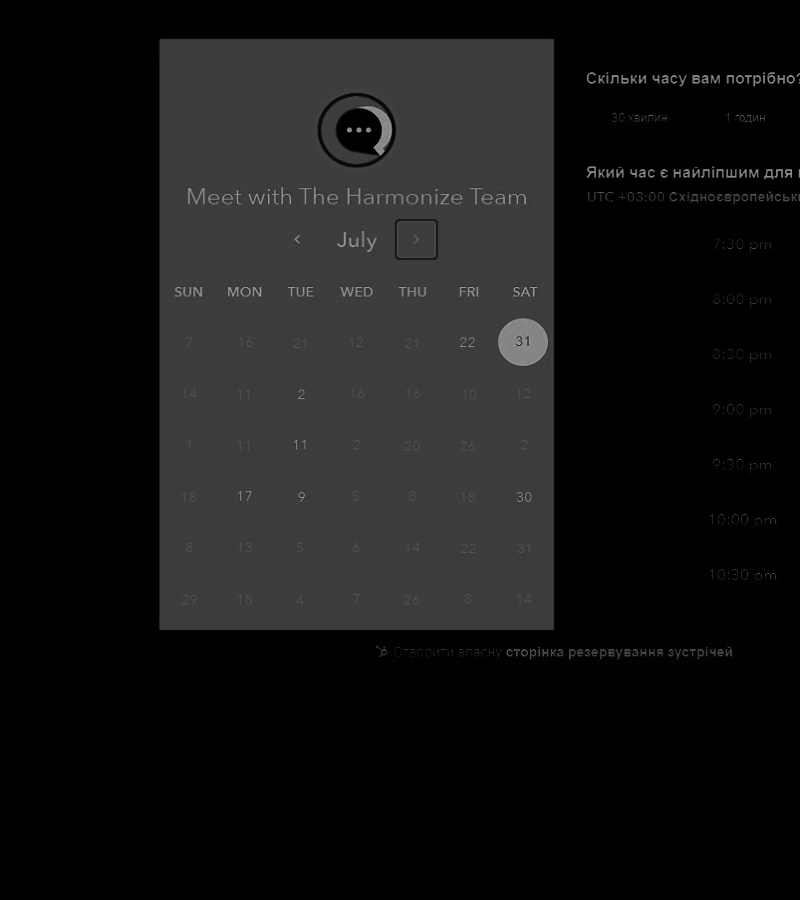 Meet with The Harmonize Team
July
SUN MON TUE WED THU FRI SAT
7 16 21 12 21 22 31
14 11 2 16 16 10 12
1 11 11 2 20 26 2
18 17 9 5 8 18 30
8 13 5 6 14 22 31
29 18 4 7 26 8 14
Скільки часу вам потрібно?
30 хвилин 1 годин
Який час є найліпшим для
UTC +03:00 Східноєвропейськ
7:30 pm
8:00 pm
8:30 pm
9:00 pm
9:30 pm
10:00 pm
10:30 pm
Створити власну сторінка резервування зустрічей